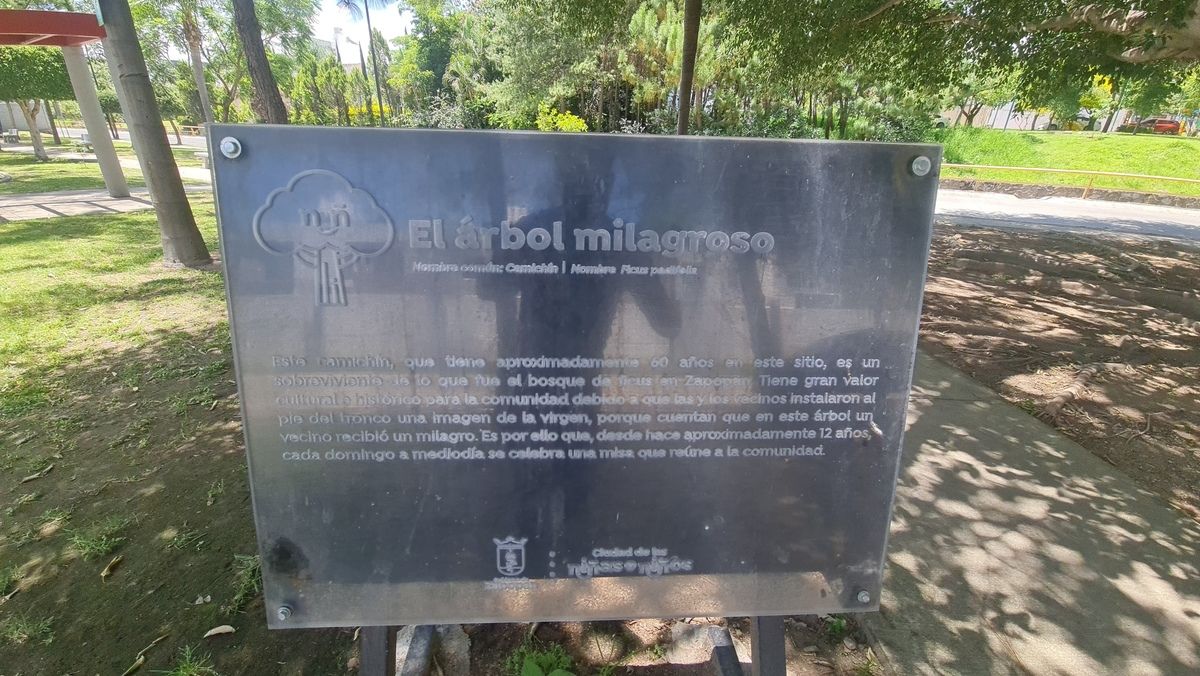 El árbol milagroso
Nombre común: Camichín | Nombre Ficus
Este camichín, que tiene aproximadamente 60 años en este sitio, es un
sobreviviente de lo que fue el bosque de ficus en Zapopan. Tiene gran valor
cultural e histórico para la comunidad debido a que las y los vecinos instalaron al
pie del tronco una imagen de la virgen, porque cuentan que en este árbol un
vecino recibió un milagro. Es por ello que, desde hace aproximadamente 12 años,
cada domingo a mediodía se celebra una misa que reúne a la comunidad.
Ciudad de las
niñas y niños